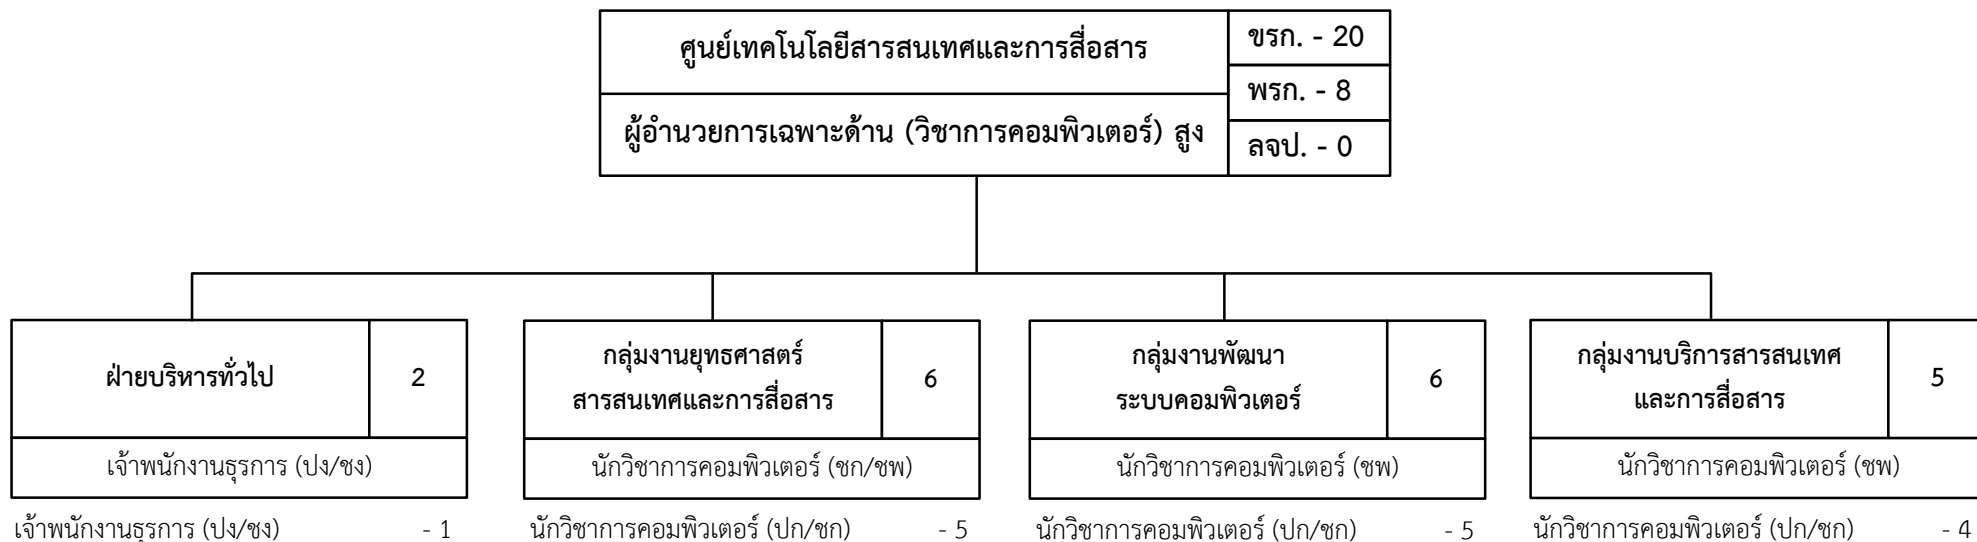 ศูนย์เทคโนโลยีสารสนเทศและการสื่อสาร
ผู้อำนวยการเฉพาะด้าน (วิชาการคอมพิวเตอร์) สูง
ขรก. - 20
พรก. - 8
ลจป. - 0
ฝ่ายบริหารทั่วไป
2
เจ้าพนักงานธุรการ (ปง/ชง)
เจ้าพนักงานธุรการ (ปง/ชง) - 1
กลุ่มงานยุทธศาสตร์
สารสนเทศและการสื่อสาร
6
นักวิชาการคอมพิวเตอร์ (ชก/ชพ)
นักวิชาการคอมพิวเตอร์ (ปก/ชก) - 5
กลุ่มงานพัฒนา
ระบบคอมพิวเตอร์
6
นักวิชาการคอมพิวเตอร์ (ชพ)
นักวิชาการคอมพิวเตอร์ (ปก/ชก) - 5
กลุ่มงานบริการสารสนเทศ
และการสื่อสาร
5
นักวิชาการคอมพิวเตอร์ (ชพ)
นักวิชาการคอมพิวเตอร์ (ปก/ชก) - 4